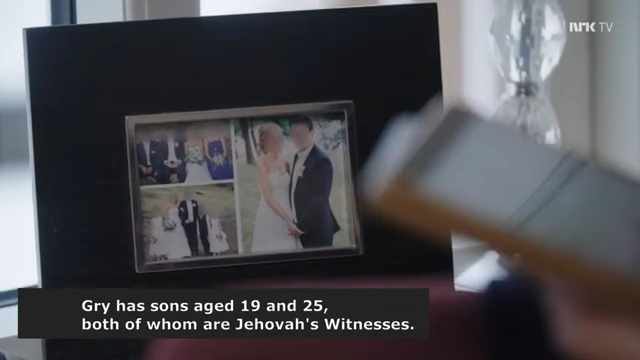 NRK TV
Gry has sons aged 19 and 25,
both of whom are Jehovah's Witnesses.